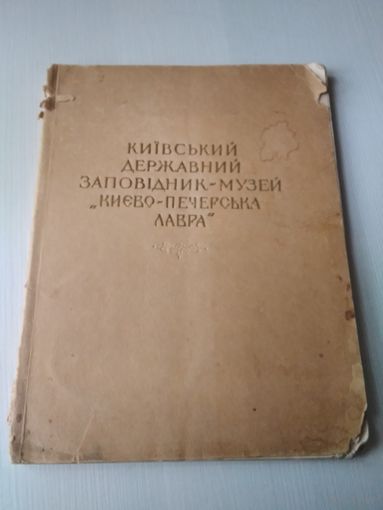 КИЇВСЬКИЙ
ДЕРЖАВНИЙ
ЗАПОВІДНИК-МУЗЕЙ
„КИЄВО-ПЕЧЕРСЬКА
ЛАВРА"